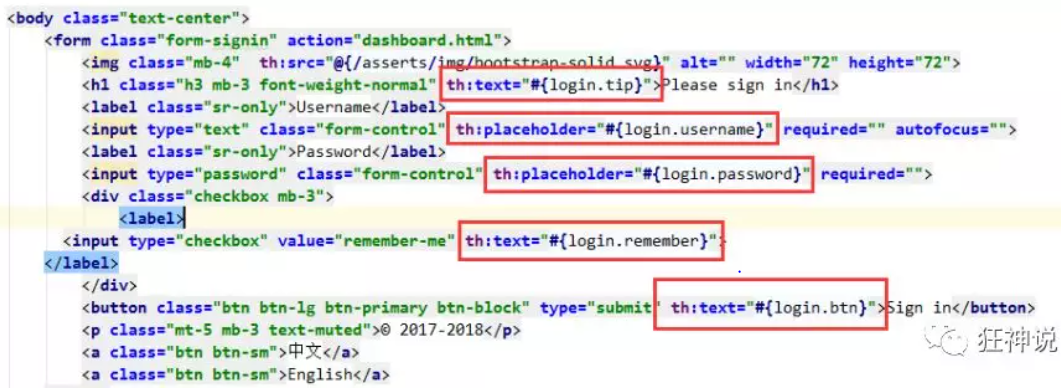 <body class="text-center">
<form class="form-signin" action="dashboard.html">
<img class="mb-4" th:src="@{/asserts/img/bootstrap-solid.svg}" alt="" width="72" height="72">
<h1 class="h3 mb-3 font-weight-normal" th:text="#{login.tip}">Please sign in</h1>
<label class="sr-only">Username</label>
<input type="text" class="form-control" th:placeholder="#{login.username}" required="" autofocus="">
<label class="sr-only">Password</label>
<input type="password" class="form-control" th:placeholder="#{login.password}" required="">
<div class="checkbox mb-3">
<label>
<input type="checkbox" value="remember-me" th:text="#{login.remember}">
</label>
</div>
<button class="btn btn-lg btn-primary btn-block" type="submit" th:text="#{login.btn}">Sign in</button>
<p class="mt-5 mb-3 text-muted">© 2017-2018</p>
<a class="btn btn-sm">中文</a>
<a class="btn btn-sm">English</a>
狂神说